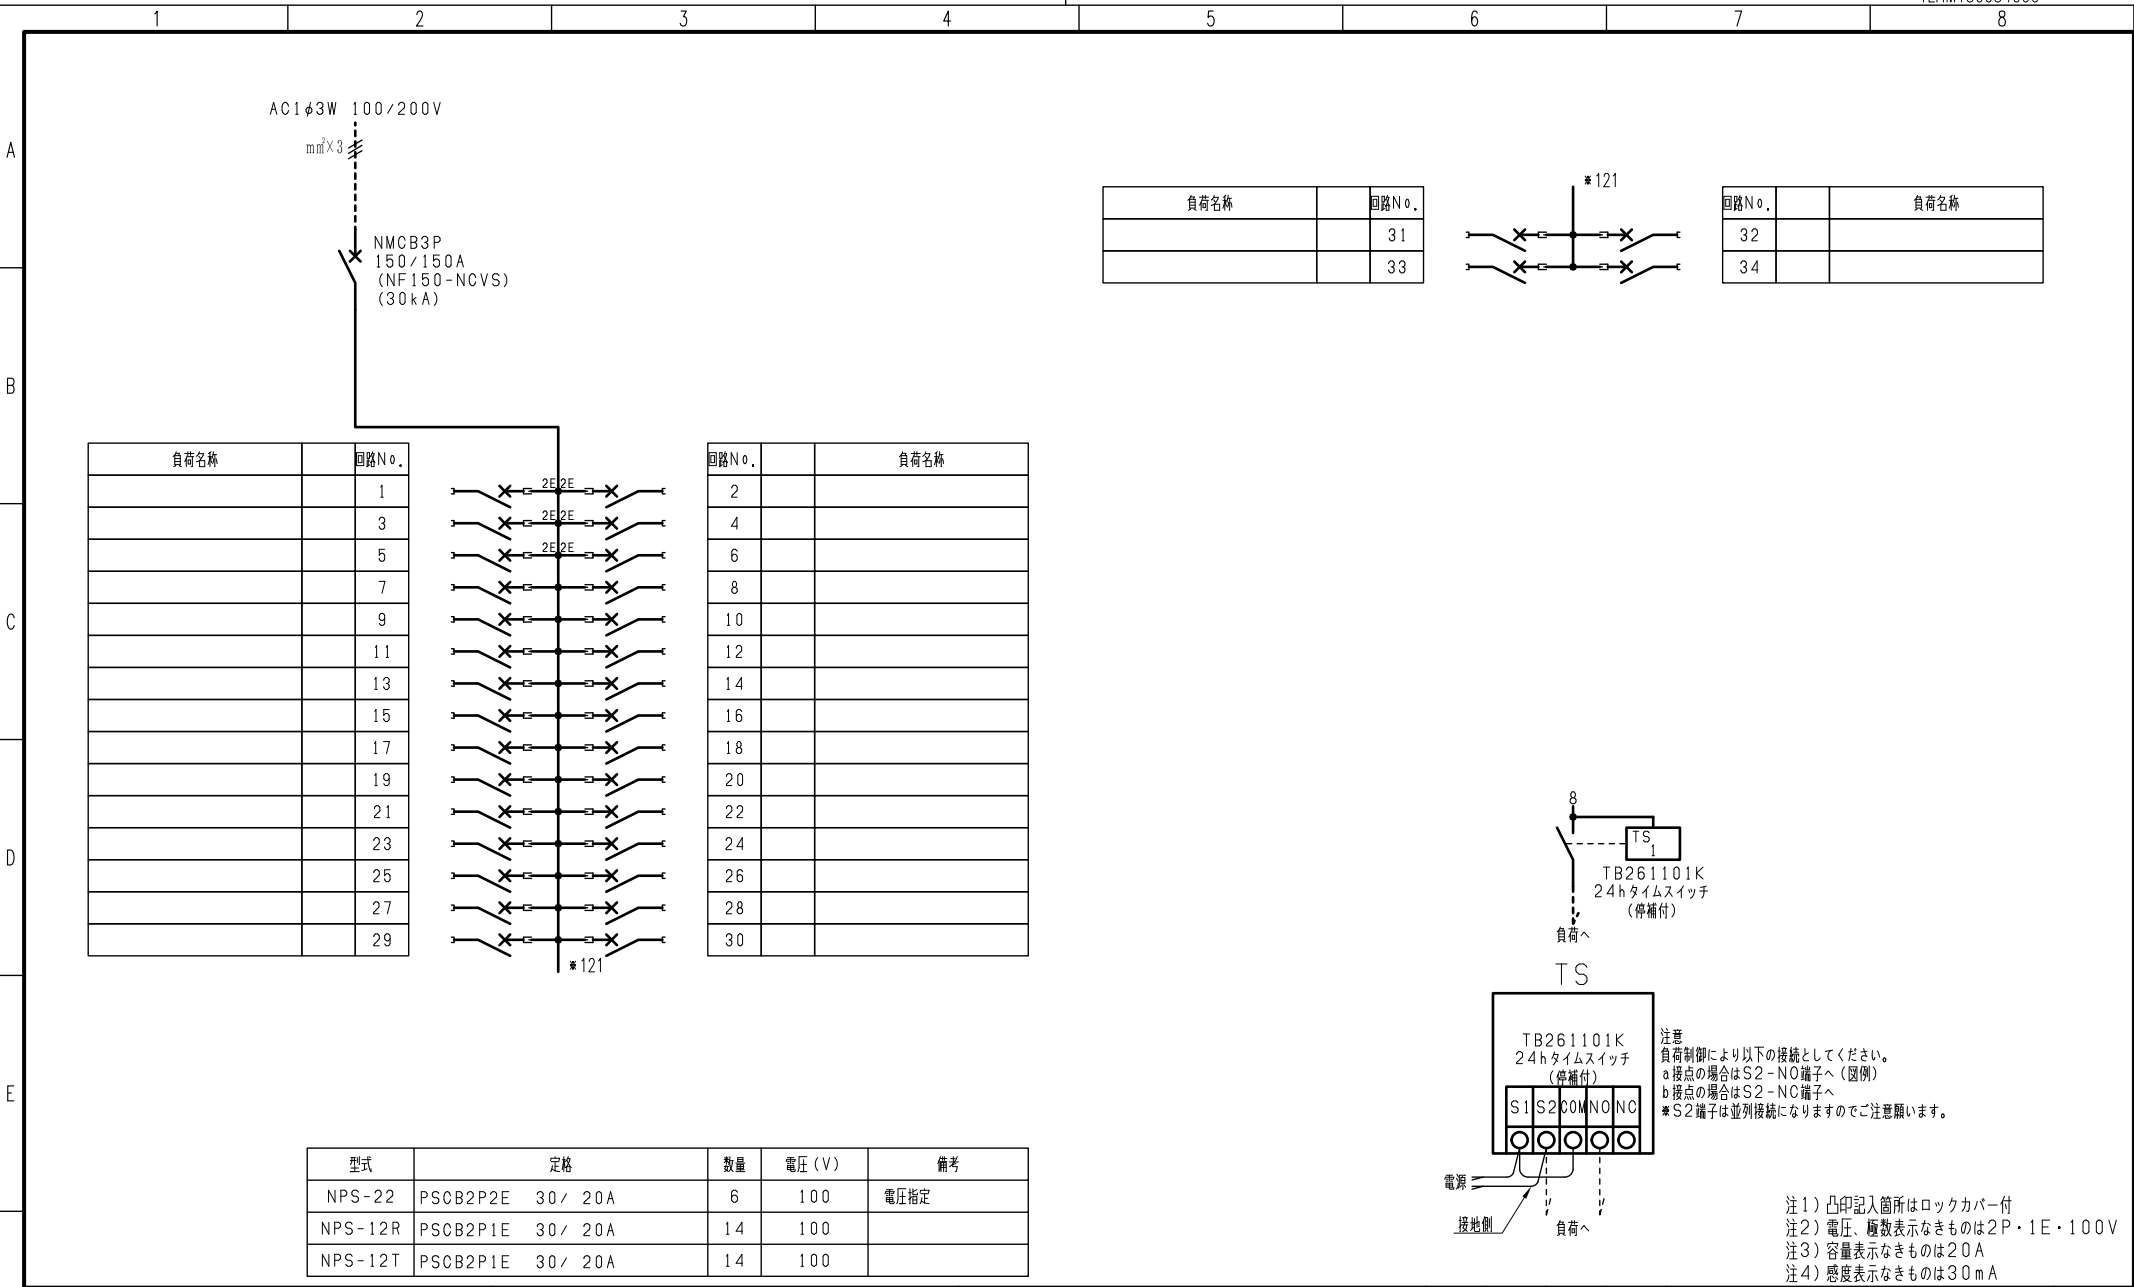 1 2 3 4 5 6 7 8
A
B
C
D
E
AC1φ3W 100/200V
mm²×3
NMCB3P
150/150A
(NF150-NCVS)
(30kA)
※121
負荷名称 回路No. 回路No. 負荷名称
31 32
33 34
負荷名称 回路No. 回路No. 負荷名称
1 2E 2E 2
3 2E 2E 4
5 2E 2E 6
7 8
9 10
11 12
13 14
15 16
17 18
19 20
21 22
23 24
25 26
27 28
29 30
※121
8
TS
1
TB261101K
24hタイムスイッチ
(停補付)
負荷へ
TS
TB261101K
24hタイムスイッチ
(停補付)
S1 S2 COM NO NC
電源
接地側
負荷へ
注意
負荷制御により以下の接続としてください。
a接点の場合はS2-NO端子へ(図例)
b接点の場合はS2-NC端子へ
※S2端子は並列接続になりますのでご注意願います。
型式 定格 数量 電圧(V) 備考
NPS-22 PSCB2P2E 30/ 20A 6 100 電圧指定
NPS-12R PSCB2P1E 30/ 20A 14 100
NPS-12T PSCB2P1E 30/ 20A 14 100
注1)凸印記入箇所はロックカバー付
注2)電圧、極数表示なきものは2P・1E・100V
注3)容量表示なきものは20A
注4)感度表示なきものは30mA